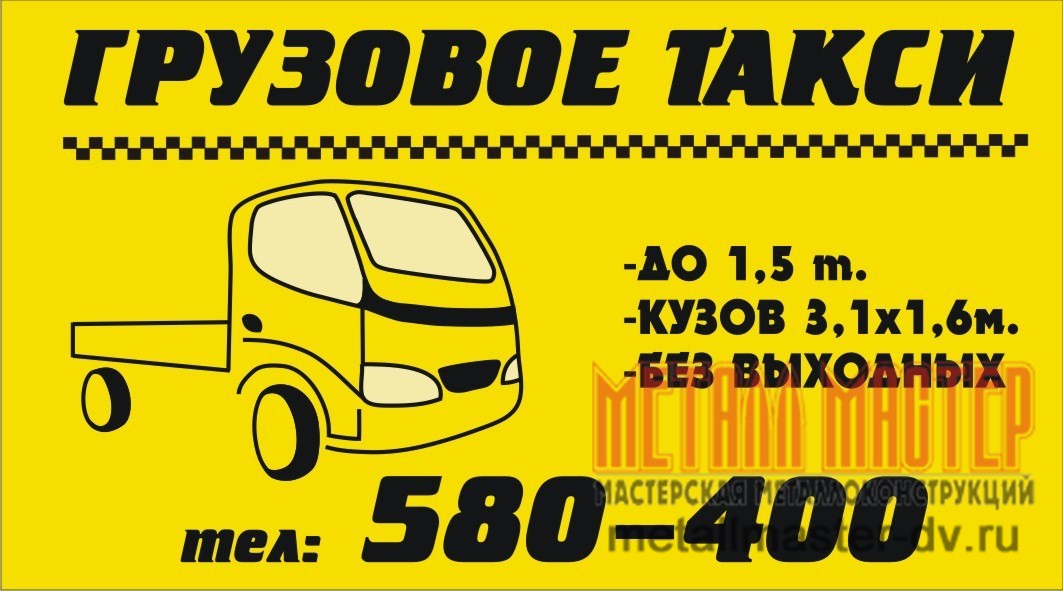 ГРУЗОВОЕ ТАКСИ
-ДО 1,5 т.
-КУЗОВ 3,1х1,6м.
-БЕЗ ВЫХОДНЫХ
МЕТАЛЛ МАСТЕР
МАСТЕРСКАЯ МЕТАЛЛОКОНСТРУКЦИЙ
metallmaster-dv.ru
тел: 580-400